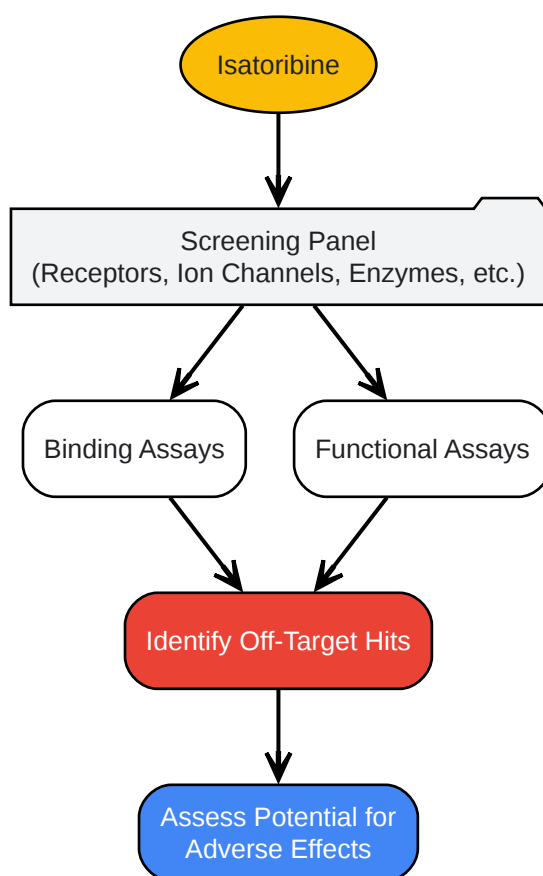 Isatoribine
Screening Panel
(Receptors, Ion Channels, Enzymes, etc.)
Binding Assays
Functional Assays
Identify Off-Target Hits
Assess Potential for
Adverse Effects